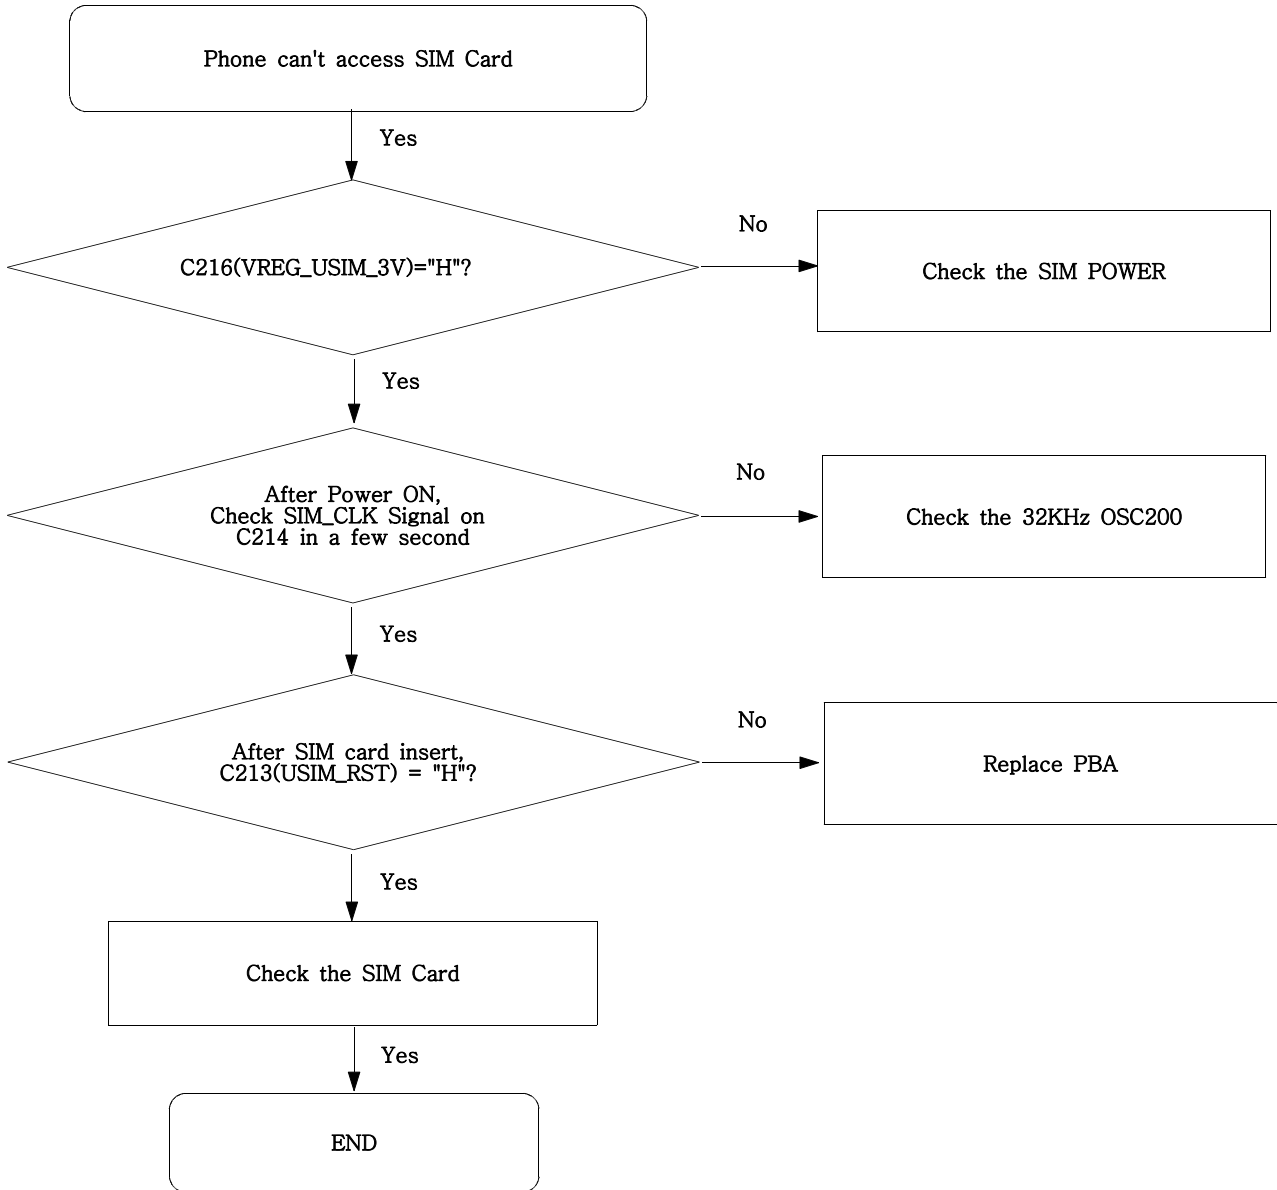 Phone can't access SIM Card
Yes
No
C216(VREG_USIM_3V)="H"?
Check the SIM POWER
Yes
No
After Power ON,
Check SIM_CLK Signal on
C214 in a few second
Check the 32KHz OSC200
Yes
No
After SIM card insert,
C213(USIM_RST) = "H"?
Replace PBA
Yes
Check the SIM Card
Yes
END